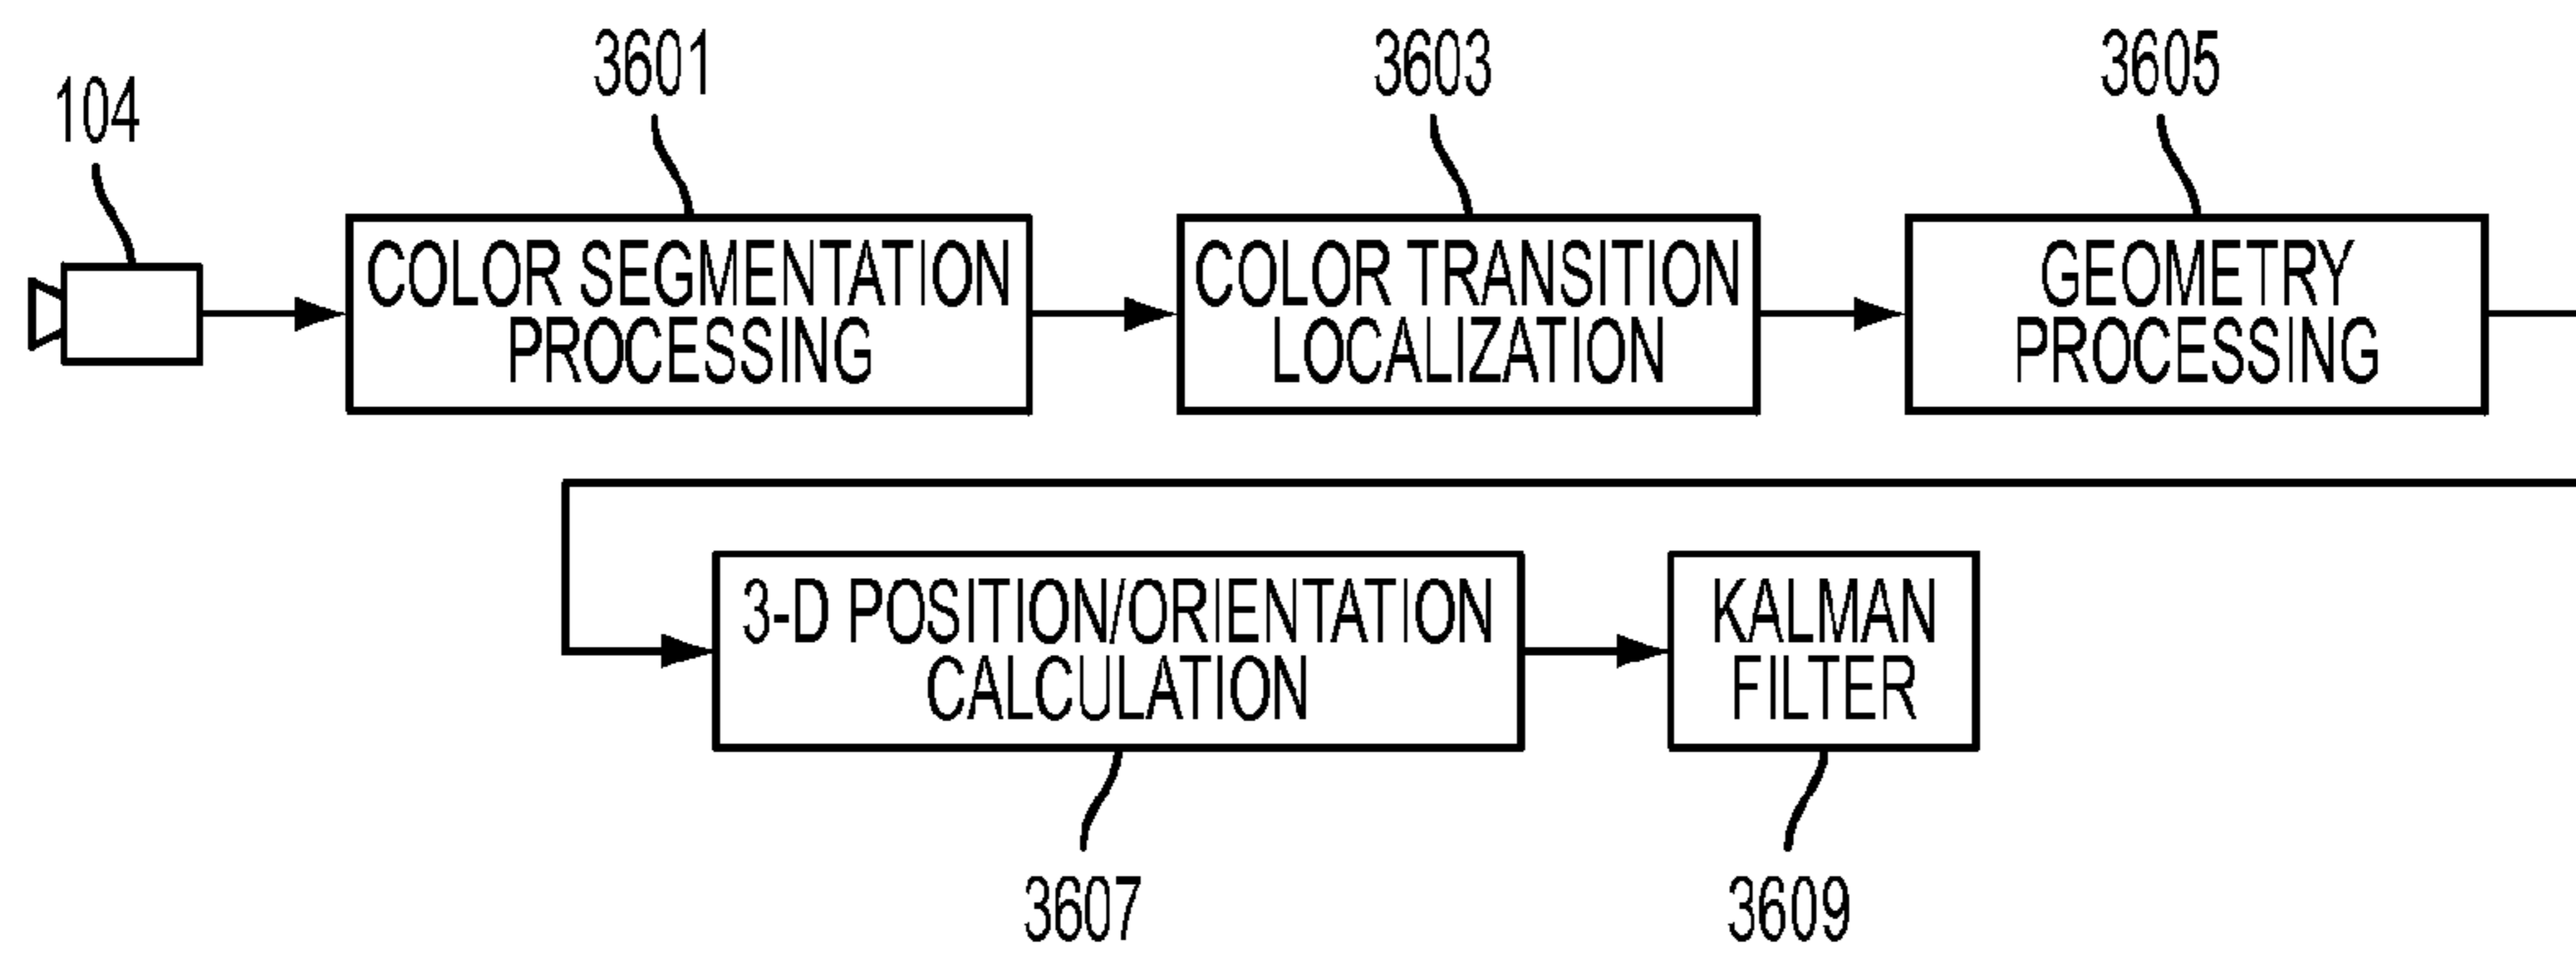 104
3601
3603
3605
COLOR SEGMENTATION
PROCESSING
COLOR TRANSITION
LOCALIZATION
GEOMETRY
PROCESSING
3-D POSITION/ORIENTATION
CALCULATION
KALMAN
FILTER
3607
3609